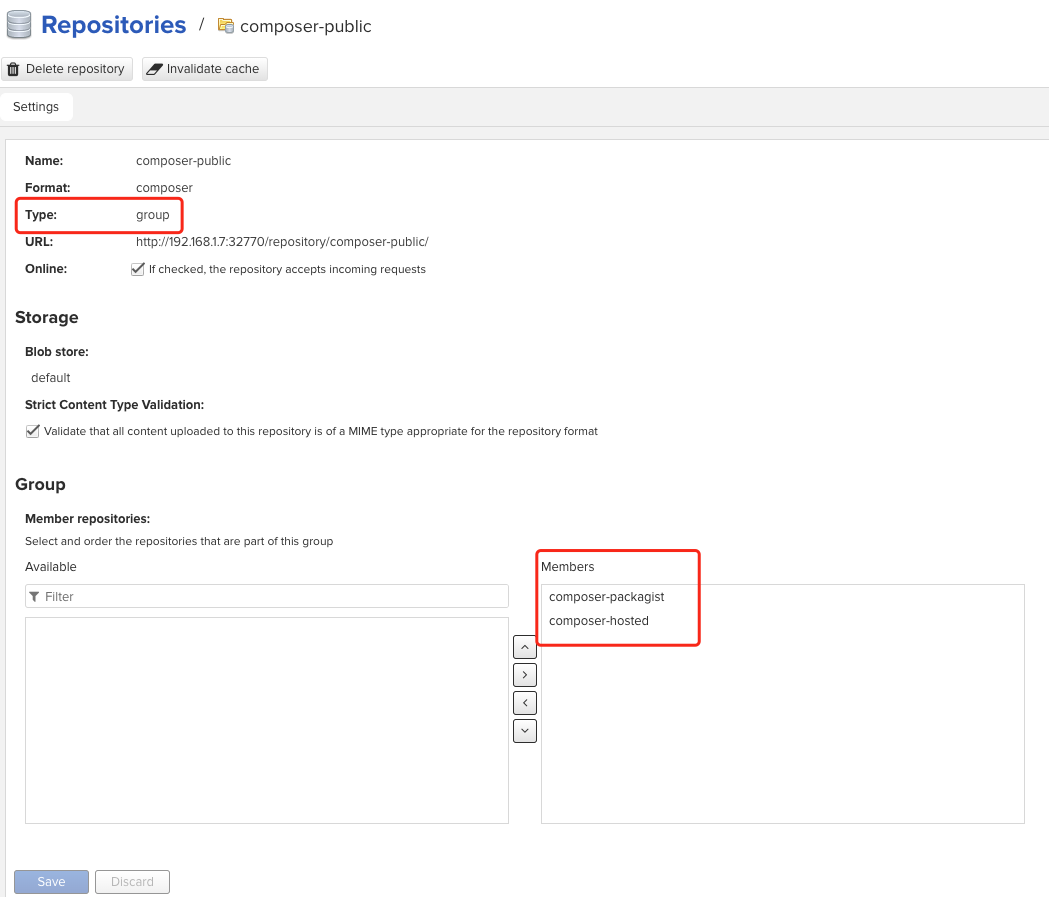 Repositories / composer-public
Delete repository Invalidate cache
Settings
Name: composer-public
Format: composer
Type: group
URL: http://192.168.1.7:32770/repository/composer-public/
Online: If checked, the repository accepts incoming requests
Storage
Blob store:
default
Strict Content Type Validation:
Validate that all content uploaded to this repository is of a MIME type appropriate for the repository format
Group
Member repositories:
Select and order the repositories that are part of this group
Available Members
Filter composer-packagist
composer-hosted
Save Discard